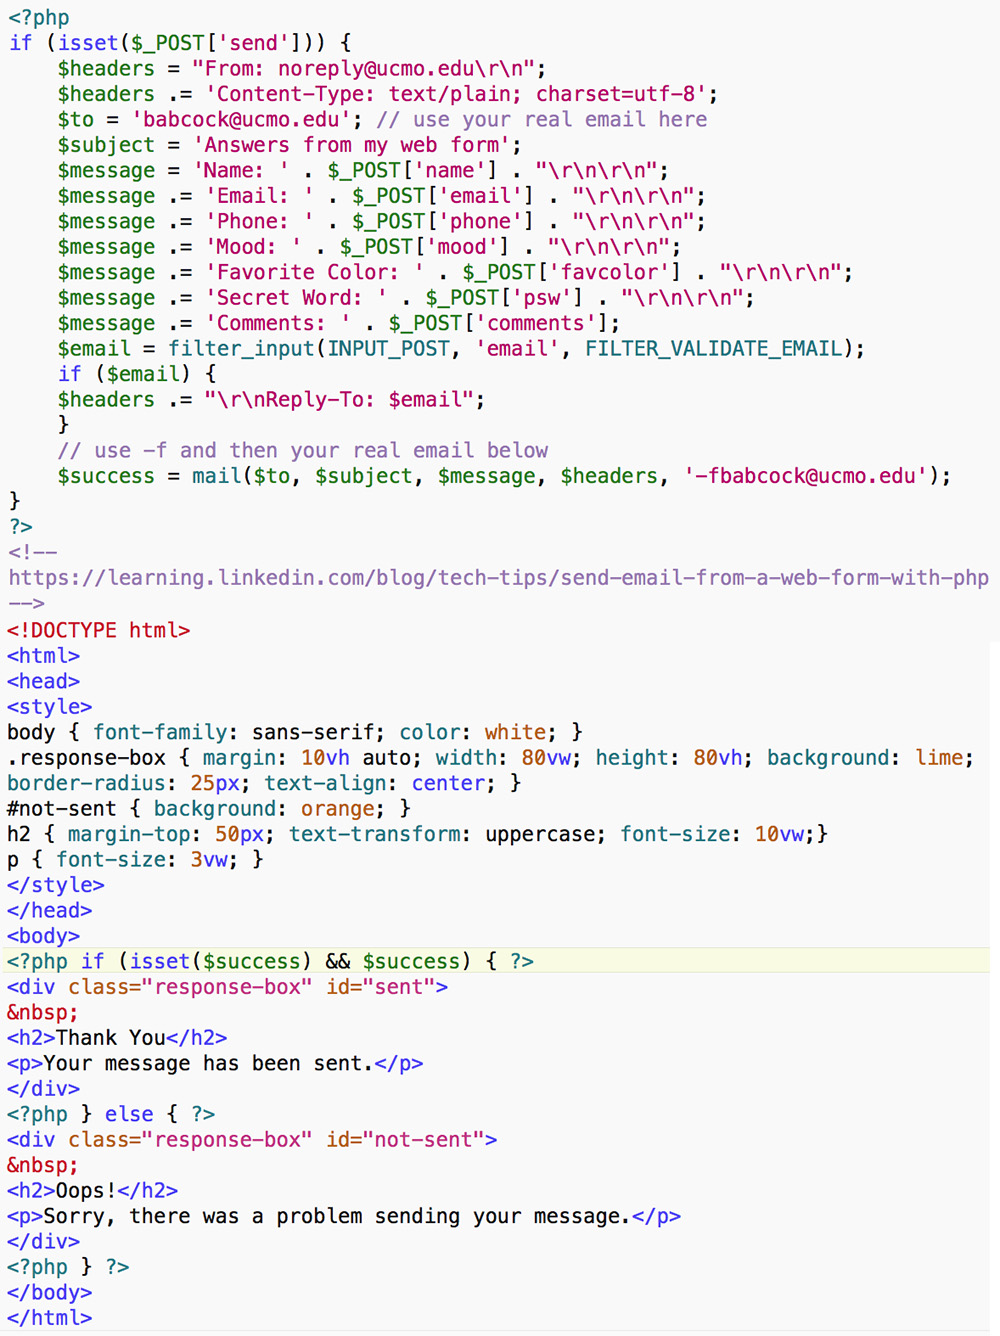 <?php
if (isset($_POST['send'])) {
    $headers = "From: noreply@ucmo.edu\r\n";
    $headers .= 'Content-Type: text/plain; charset=utf-8';
    $to = 'babcock@ucmo.edu'; // use your real email here
    $subject = 'Answers from my web form';
    $message = 'Name: ' . $_POST['name'] . "\r\n\r\n";
    $message .= 'Email: ' . $_POST['email'] . "\r\n\r\n";
    $message .= 'Phone: ' . $_POST['phone'] . "\r\n\r\n";
    $message .= 'Mood: ' . $_POST['mood'] . "\r\n\r\n";
    $message .= 'Favorite Color: ' . $_POST['favcolor'] . "\r\n\r\n";
    $message .= 'Secret Word: ' . $_POST['psw'] . "\r\n\r\n";
    $message .= 'Comments: ' . $_POST['comments'];
    $email = filter_input(INPUT_POST, 'email', FILTER_VALIDATE_EMAIL);
    if ($email) {
    $headers .= "\r\nReply-To: $email";
    }
    // use -f and then your real email below
    $success = mail($to, $subject, $message, $headers, '-fbabcock@ucmo.edu');
}
?>
<!--
https://learning.linkedin.com/blog/tech-tips/send-email-from-a-web-form-with-php
-->
<!DOCTYPE html>
<html>
<head>
<style>
body { font-family: sans-serif; color: white; }
.response-box { margin: 10vh auto; width: 80vw; height: 80vh; background: lime;
border-radius: 25px; text-align: center; }
#not-sent { background: orange; }
h2 { margin-top: 50px; text-transform: uppercase; font-size: 10vw;}
p { font-size: 3vw; }
</style>
</head>
<body>
<?php if (isset($success) && $success) { ?>
<div class="response-box" id="sent">
&nbsp;
<h2>Thank You</h2>
<p>Your message has been sent.</p>
</div>
<?php } else { ?>
<div class="response-box" id="not-sent">
&nbsp;
<h2>Oops!</h2>
<p>Sorry, there was a problem sending your message.</p>
</div>
<?php } ?>
</body>
</html>